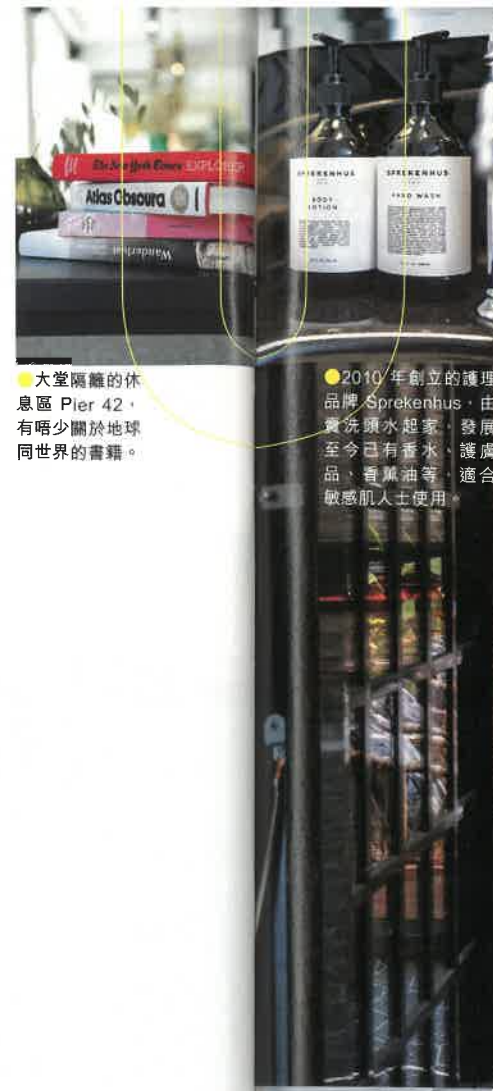 The New York Times EXPLORER
Atlas Obscura
Wanderlust
SPREKENHUS
BODY
LOTION
SPREKENHUS
HAND WASH
大堂隔籬的休
息區 Pier 42，
有唔少關於地球
同世界的書籍。
2010 年創立的護理
品牌 Sprekenhus，由
賣洗頭水起家，發展
至今已有香水、護膚
品、香薰油等，適合
敏感肌人士使用。